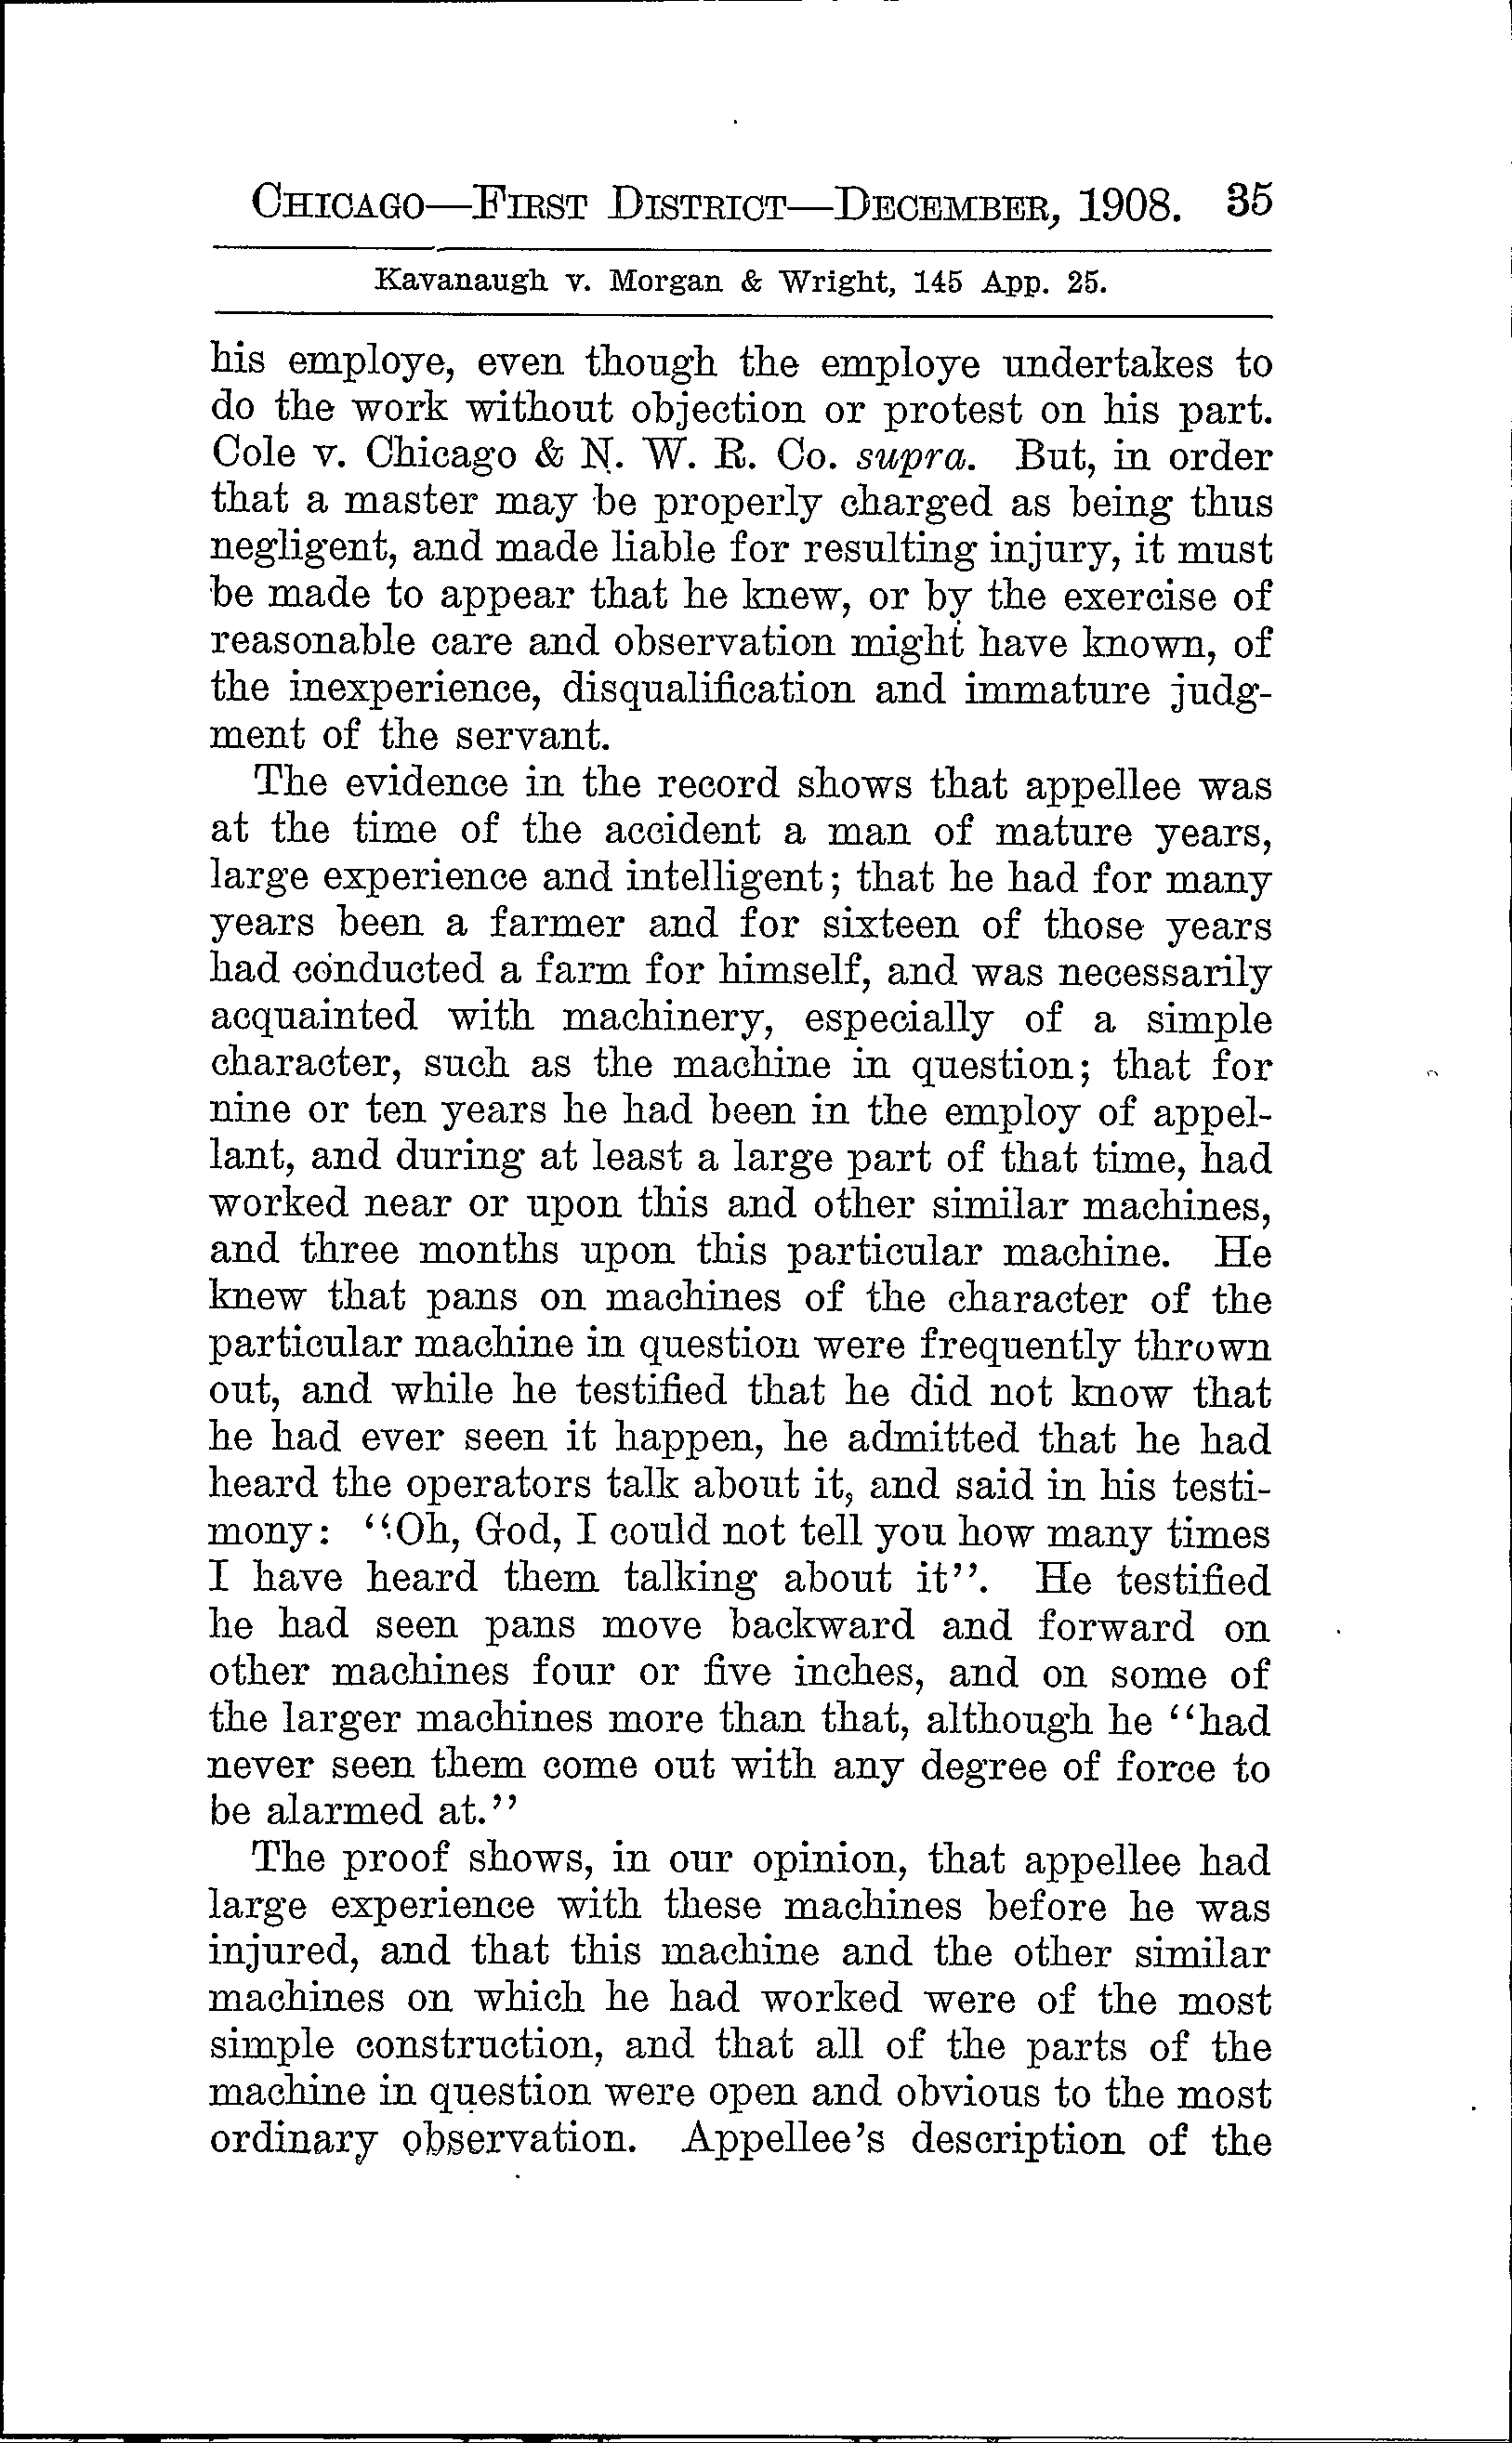 CHICAGO—FIRST DISTRICT—DECEMBER, 1908. 35
Kavanaugh v. Morgan & Wright, 145 App. 25.
his employe, even though the employe undertakes to
do the work without objection or protest on his part.
Cole v. Chicago & N. W. R. Co. supra. But, in order
that a master may be properly charged as being thus
negligent, and made liable for resulting injury, it must
be made to appear that he knew, or by the exercise of
reasonable care and observation might have known, of
the inexperience, disqualification and immature judg-
ment of the servant.
The evidence in the record shows that appellee was
at the time of the accident a man of mature years,
large experience and intelligent; that he had for many
years been a farmer and for sixteen of those years
had conducted a farm for himself, and was necessarily
acquainted with machinery, especially of a simple
character, such as the machine in question; that for
nine or ten years he had been in the employ of appel-
lant, and during at least a large part of that time, had
worked near or upon this and other similar machines,
and three months upon this particular machine. He
knew that pans on machines of the character of the
particular machine in question were frequently thrown
out, and while he testified that he did not know that
he had ever seen it happen, he admitted that he had
heard the operators talk about it, and said in his testi-
mony: "Oh, God, I could not tell you how many times
I have heard them talking about it". He testified
he had seen pans move backward and forward on
other machines four or five inches, and on some of
the larger machines more than that, although he "had
never seen them come out with any degree of force to
be alarmed at."
The proof shows, in our opinion, that appellee had
large experience with these machines before he was
injured, and that this machine and the other similar
machines on which he had worked were of the most
simple construction, and that all of the parts of the
machine in question were open and obvious to the most
ordinary observation. Appellee's description of the